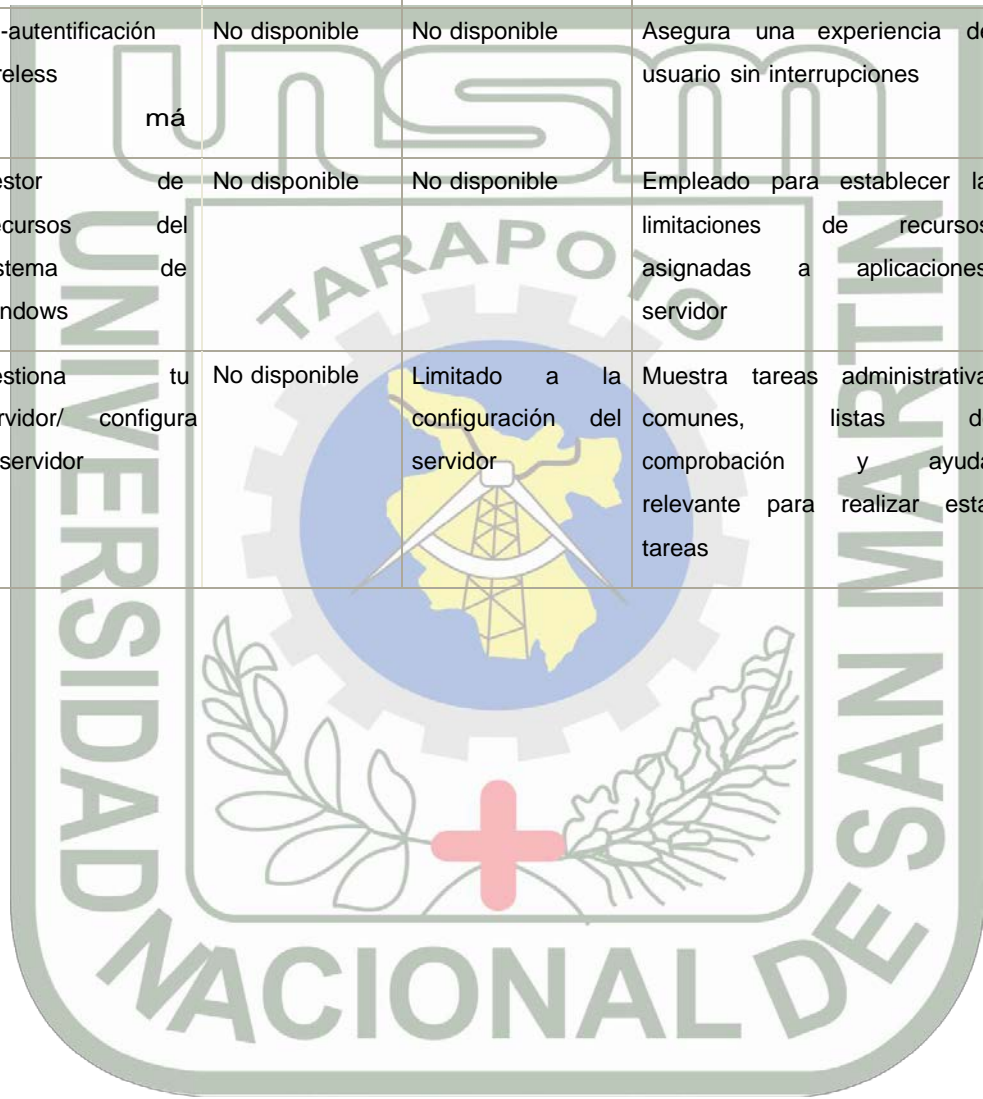 -autentificación
reless
má
No disponible
No disponible
Asegura una experiencia de
usuario sin interrupciones
estor de
ecursos del
stema de
ndows
No disponible
No disponible
Empleado para establecer la
limitaciones de recursos
asignadas a aplicaciones
servidor
estiona tu
rvidor/ configura
servidor
No disponible
Limitado a la
configuración del
servidor
Muestra tareas administrativa
comunes, listas de
comprobación y ayuda
relevante para realizar esta
tareas
unsm
TARAPOTO
UNIVERSIDAD NACIONAL DE SAN MARTIN